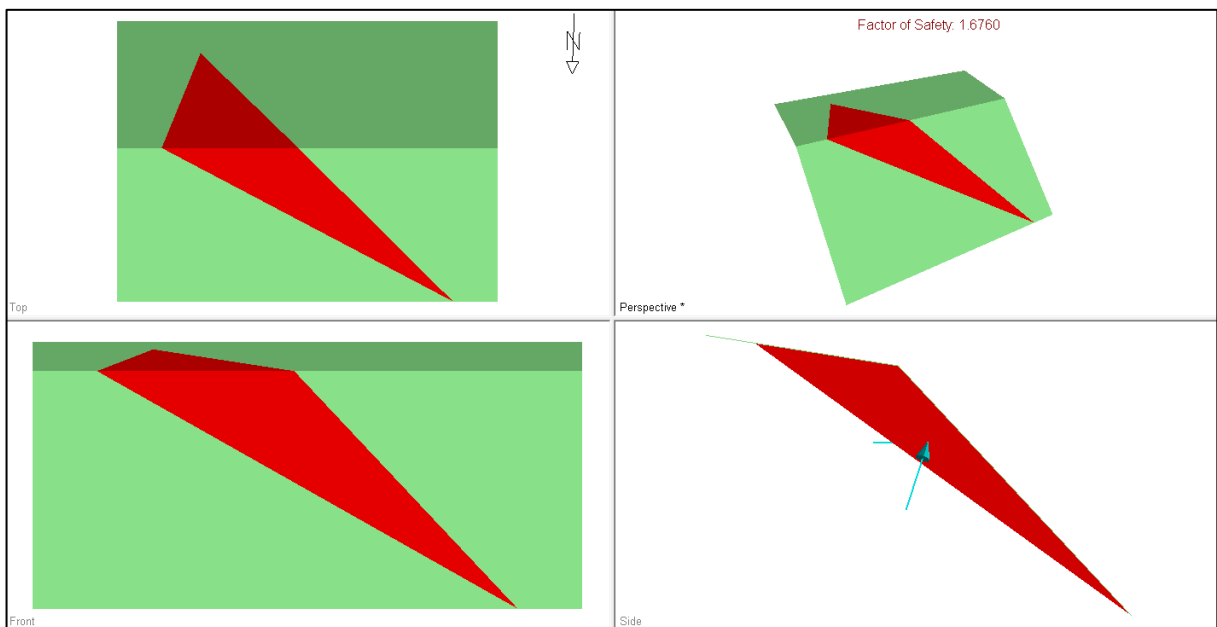 N
Factor of Safety: 1.6760
Top
Perspective *
Front
Side